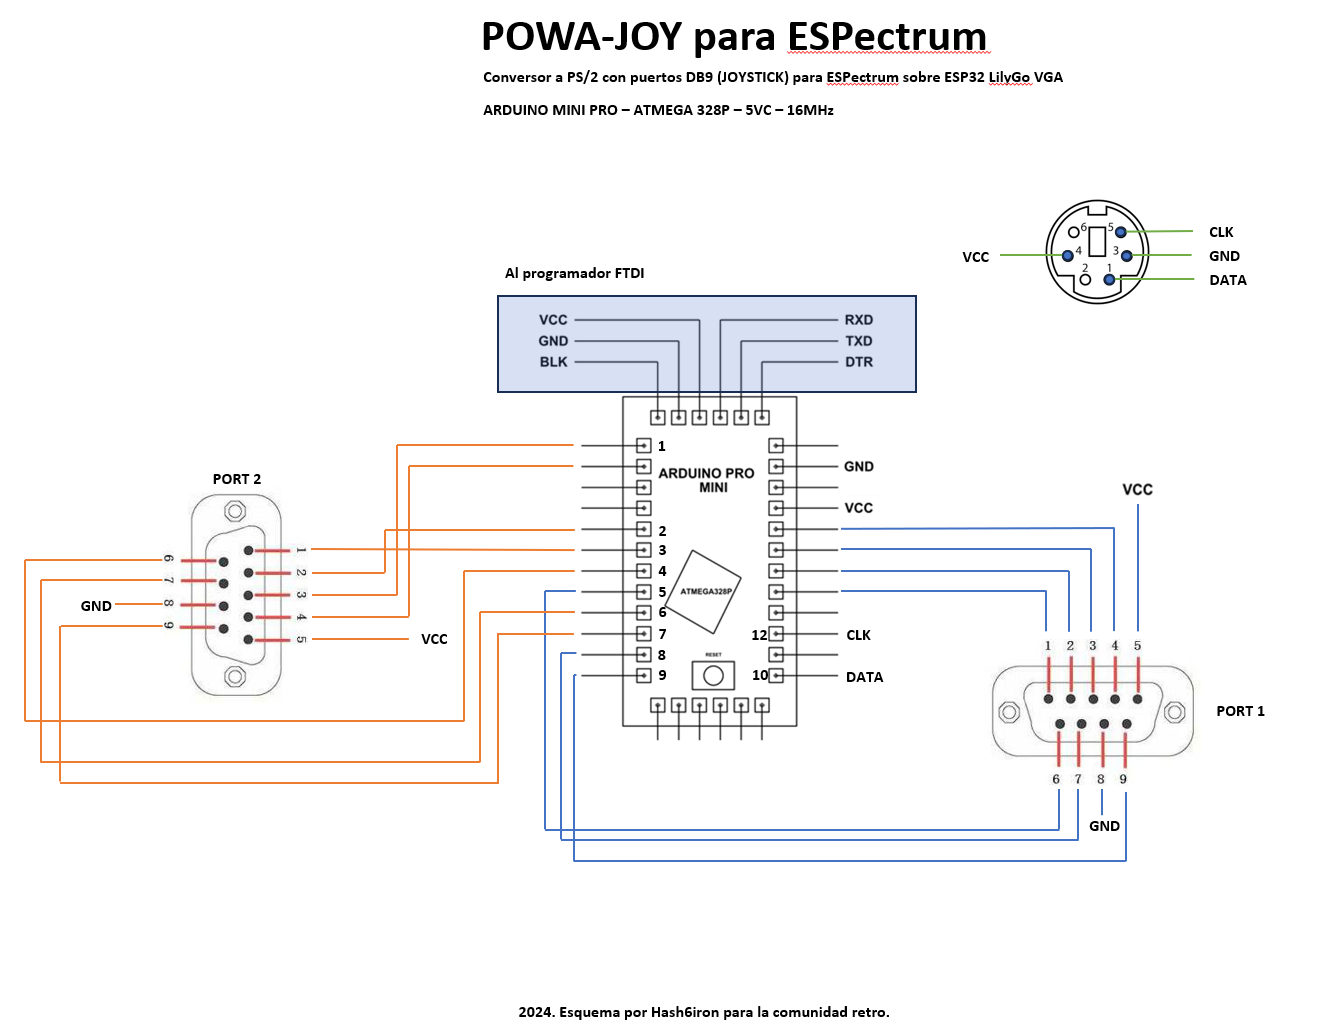 POWA-JOY para ESPectrum
Conversor a PS/2 con puertos DB9 (JOYSTICK) para ESPectrum sobre ESP32 LilyGo VGA
ARDUINO MINI PRO – ATMEGA 328P – 5VC – 16MHz
6 5 CLK
VCC 4 3 GND
2 1 DATA
Al programador FTDI
VCC RXD
GND TXD
BLK DTR
1
ARDUINO PRO
MINI
GND
VCC
2
3
4
5
6
7
8
9
ATMEGA328P
RESET
12 CLK
10 DATA
PORT 2
1
2
3
4
5
6
7
8
9
GND
VCC
VCC
1 2 3 4 5
PORT 1
6 7 8 9
GND
2024. Esquema por Hash6iron para la comunidad retro.